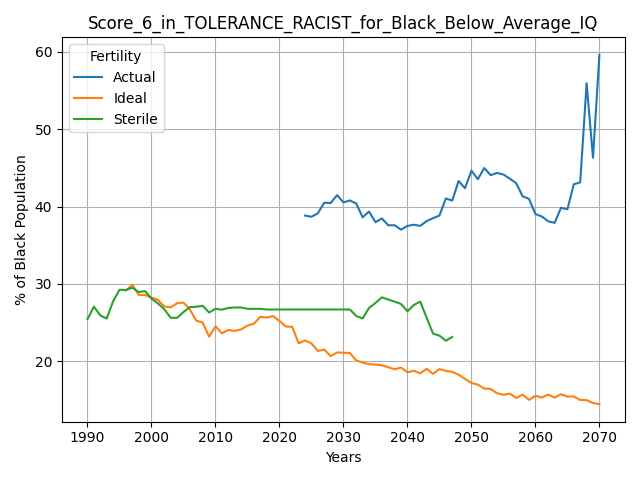 Score_6_in_TOLERANCE_RACIST_for_Black_Below_Average_IQ
Fertility
Actual
Ideal
Sterile
% of Black Population
60
50
40
30
20
1990 2000 2010 2020 2030 2040 2050 2060 2070
Years